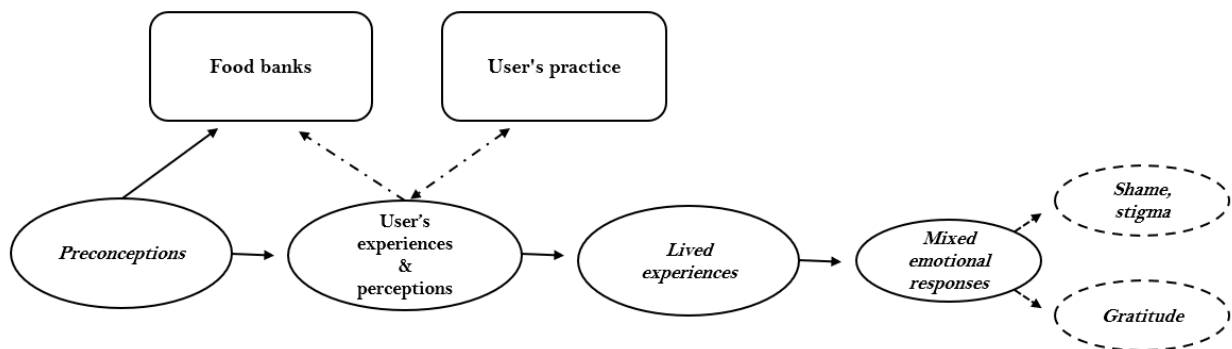 Food banks
User's practice
Preconceptions
User's
experiences
&
perceptions
Lived
experiences
Mixed
emotional
responses
Shame,
stigma
Gratitude